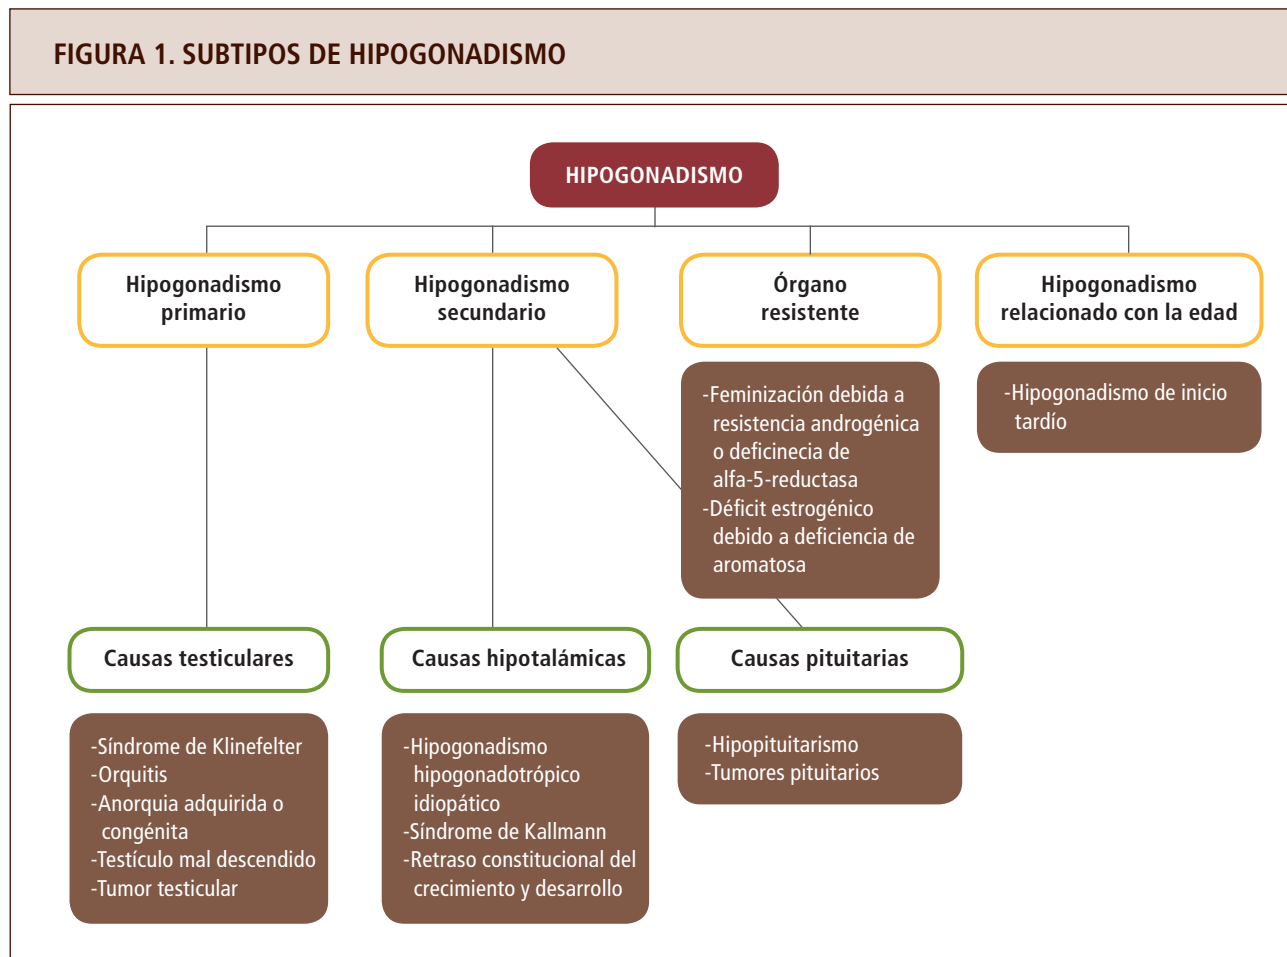 FIGURA 1. SUBTIPOS DE HIPOGONADISMO
HIPOGONADISMO
Hipogonadismo
primario
Hipogonadismo
secundario
Órgano
resistente
Hipogonadismo
relacionado con la edad
-Feminización debida a
resistencia androgénica
o deficinecia de
alfa-5-reductasa
-Déficit estrogénico
debido a deficiencia de
aromatosa
-Hipogonadismo de inicio
tardío
Causas testiculares
Causas hipotalámicas
Causas pituitarias
-Síndrome de Klinefelter
-Orquitis
-Anorquia adquirida o
congénita
-Testículo mal descendido
-Tumor testicular
-Hipogonadismo
hipogonadotrópico
idiopático
-Síndrome de Kallmann
-Retraso constitucional del
crecimiento y desarrollo
-Hipopituitarismo
-Tumores pituitarios